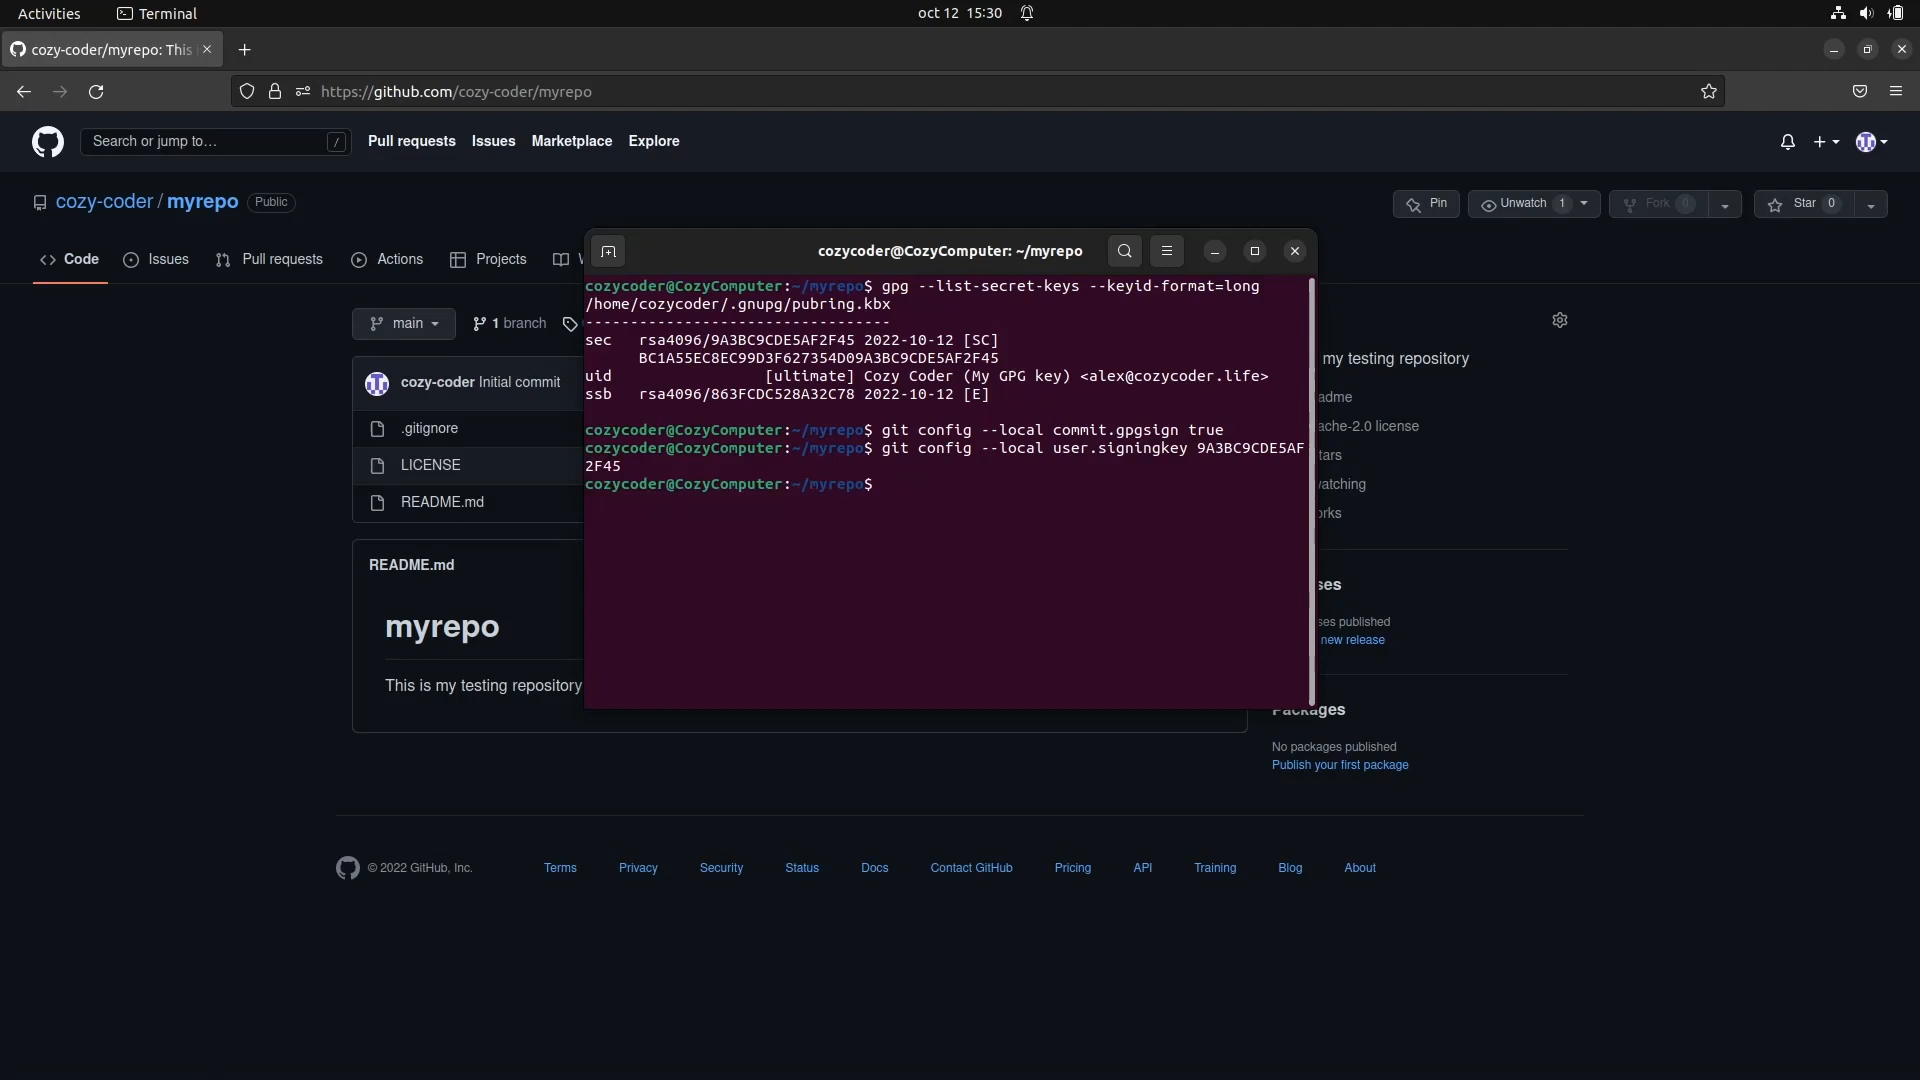 Activities
Terminal
oct 12 15:30
cozy-coder/myrepo: This
https://github.com/cozy-coder/myrepo
Search or jump to…
/
Pull requests
Issues
Marketplace
Explore
cozy-coder / myrepo
Public
Pin
Unwatch 1
Fork 0
Star 0
Code
Issues
Pull requests
Actions
Projects
main
1 branch
cozy-coder Initial commit
.gitignore
LICENSE
README.md
README.md
myrepo
This is my testing repository
cozycoder@CozyComputer: ~/myrepo
cozycoder@CozyComputer:~/myrepo$ gpg --list-secret-keys --keyid-format=long
/home/cozycoder/.gnupg/pubring.kbx
----------------------------------
sec   rsa4096/9A3BC9CDE5AF2F45 2022-10-12 [SC]
      BC1A55EC8EC99D3F627354D09A3BC9CDE5AF2F45
uid                 [ultimate] Cozy Coder (My GPG key) <alex@cozycoder.life>
ssb   rsa4096/863FCDC528A32C78 2022-10-12 [E]
cozycoder@CozyComputer:~/myrepo$ git config --local commit.gpgsign true
cozycoder@CozyComputer:~/myrepo$ git config --local user.signingkey 9A3BC9CDE5AF
2F45
cozycoder@CozyComputer:~/myrepo$
my testing repository
adme
ache-2.0 license
tars
atching
orks
ses
ses published
new release
Packages
No packages published
Publish your first package
© 2022 GitHub, Inc.
Terms
Privacy
Security
Status
Docs
Contact GitHub
Pricing
API
Training
Blog
About